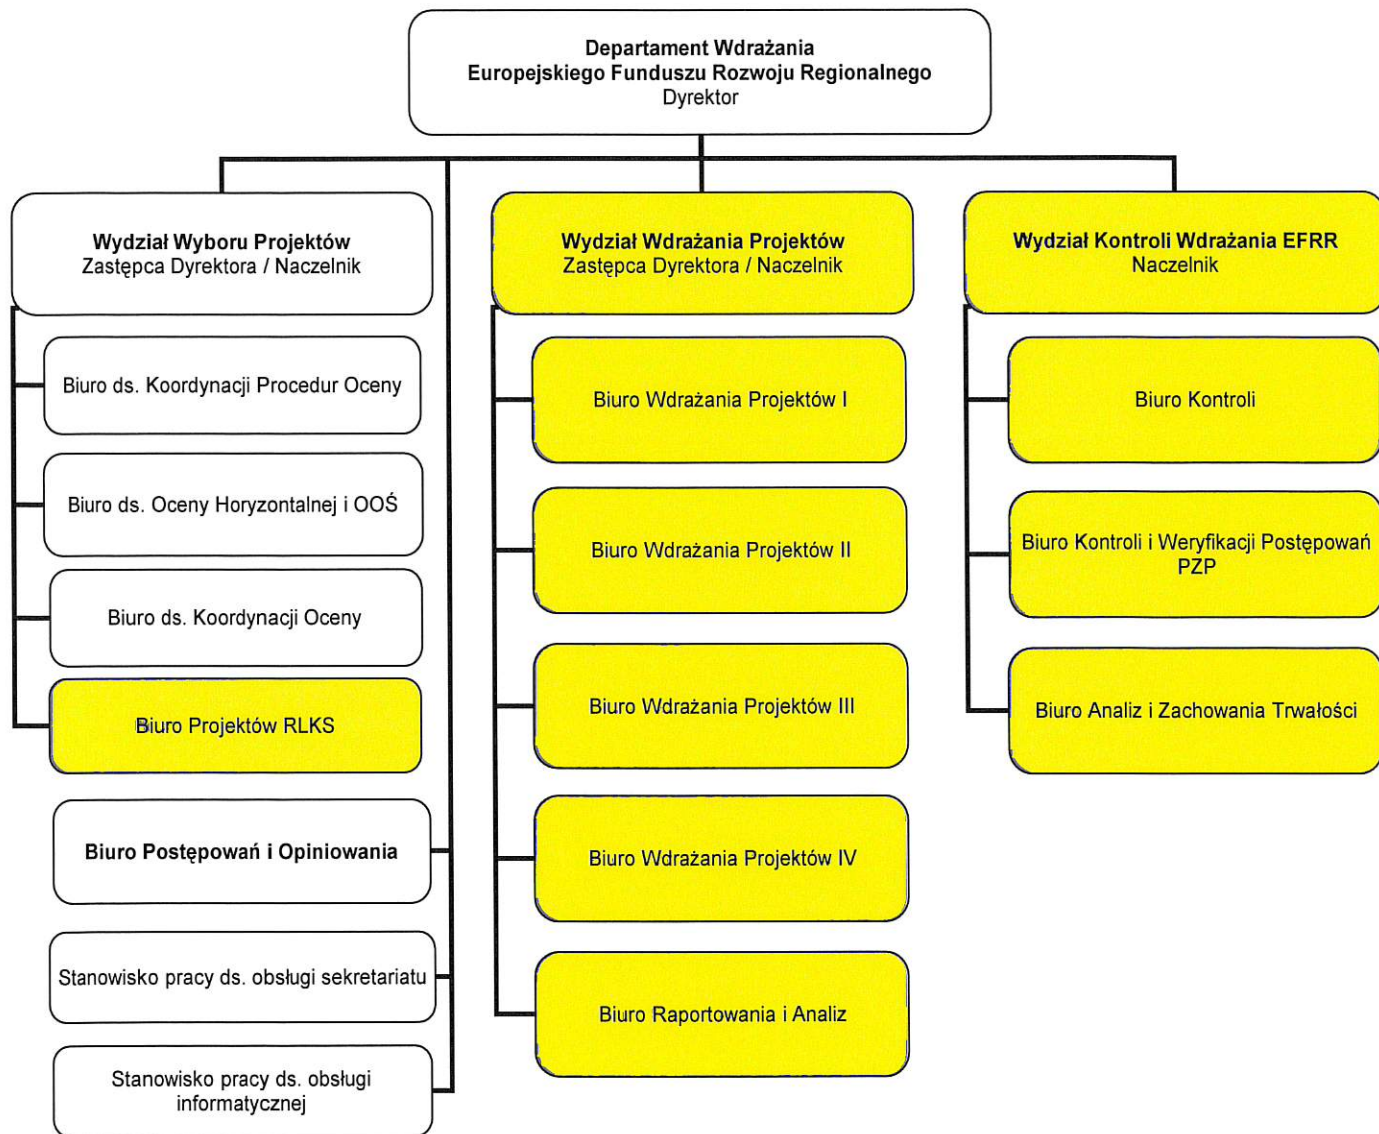 Departament Wdrażania
Europejskiego Funduszu Rozwoju Regionalnego
Dyrektor
Wydział Wyboru Projektów
Zastępca Dyrektora / Naczelnik
Biuro ds. Koordynacji Procedur Oceny
Biuro ds. Oceny Horyzontalnej i OOŚ
Biuro ds. Koordynacji Oceny
Biuro Projektów RLKS
Biuro Postępowań i Opiniowania
Stanowisko pracy ds. obsługi sekretariatu
Stanowisko pracy ds. obsługi
informatycznej
Wydział Wdrażania Projektów
Zastępca Dyrektora / Naczelnik
Biuro Wdrażania Projektów I
Biuro Wdrażania Projektów II
Biuro Wdrażania Projektów III
Biuro Wdrażania Projektów IV
Biuro Raportowania i Analiz
Wydział Kontroli Wdrażania EFRR
Naczelnik
Biuro Kontroli
Biuro Kontroli i Weryfikacji Postępowań
PZP
Biuro Analiz i Zachowania Trwałości